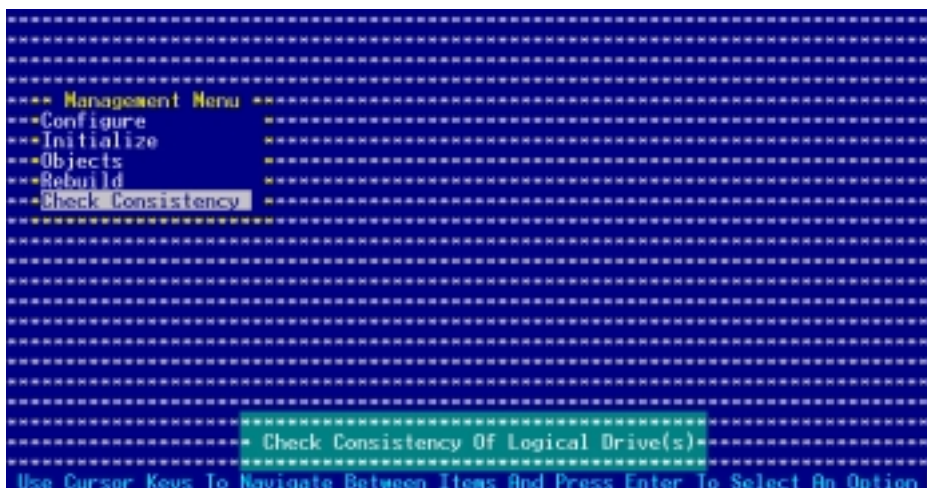 Management Menu
Configure
Initialize
Objects
Rebuild
Check Consistency
Check Consistency Of Logical Drive(s)
Use Cursor Keys To Navigate Between Items And Press Enter To Select An Option